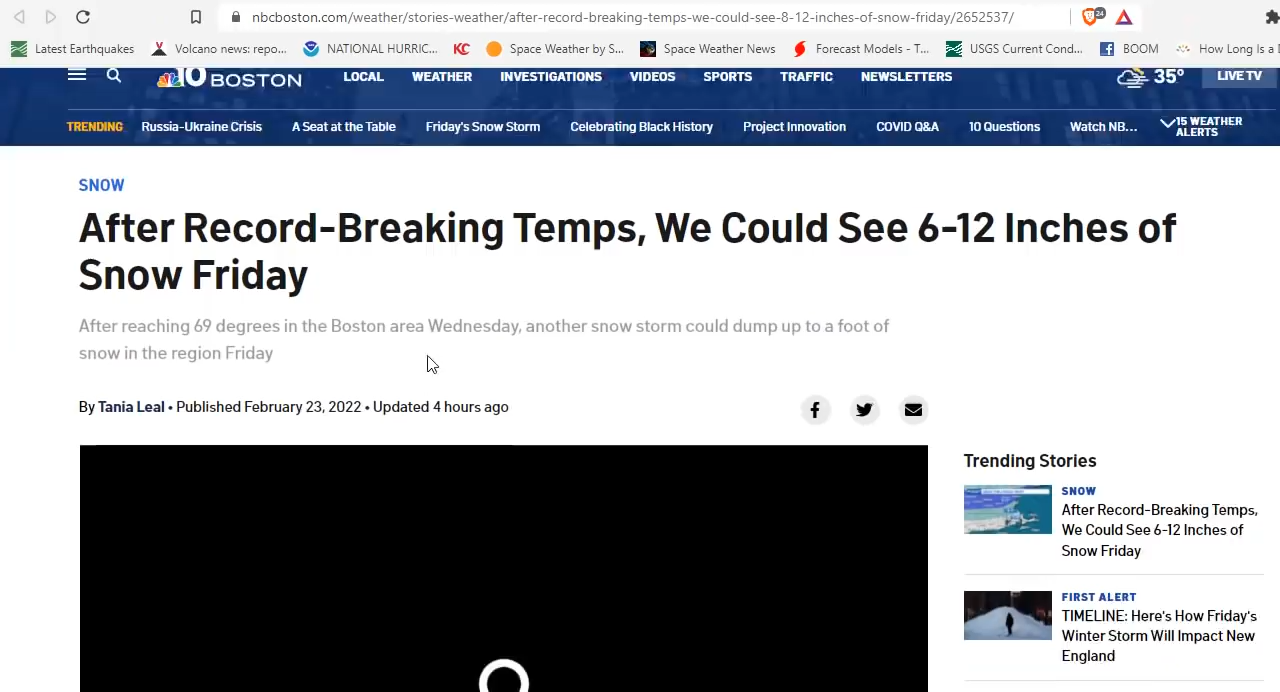 nbcboston.com/weather/stories-weather/after-record-breaking-temps-we-could-see-8-12-inches-of-snow-friday/2652537/
24
Latest Earthquakes
Volcano news: repo...
NATIONAL HURRIC...
KC
Space Weather by S...
Space Weather News
Forecast Models - T...
USGS Current Cond...
BOOM
How Long Is a
10 BOSTON
LOCAL
WEATHER
INVESTIGATIONS
VIDEOS
SPORTS
TRAFFIC
NEWSLETTERS
35°
LIVE TV
TRENDING
Russia-Ukraine Crisis
A Seat at the Table
Friday's Snow Storm
Celebrating Black History
Project Innovation
COVID Q&A
10 Questions
Watch NB...
15 WEATHER
ALERTS
SNOW
After Record-Breaking Temps, We Could See 6-12 Inches of
Snow Friday
After reaching 69 degrees in the Boston area Wednesday, another snow storm could dump up to a foot of
snow in the region Friday
By Tania Leal • Published February 23, 2022 • Updated 4 hours ago
Trending Stories
SNOW
After Record-Breaking Temps,
We Could See 6-12 Inches of
Snow Friday
FIRST ALERT
TIMELINE: Here's How Friday's
Winter Storm Will Impact New
England